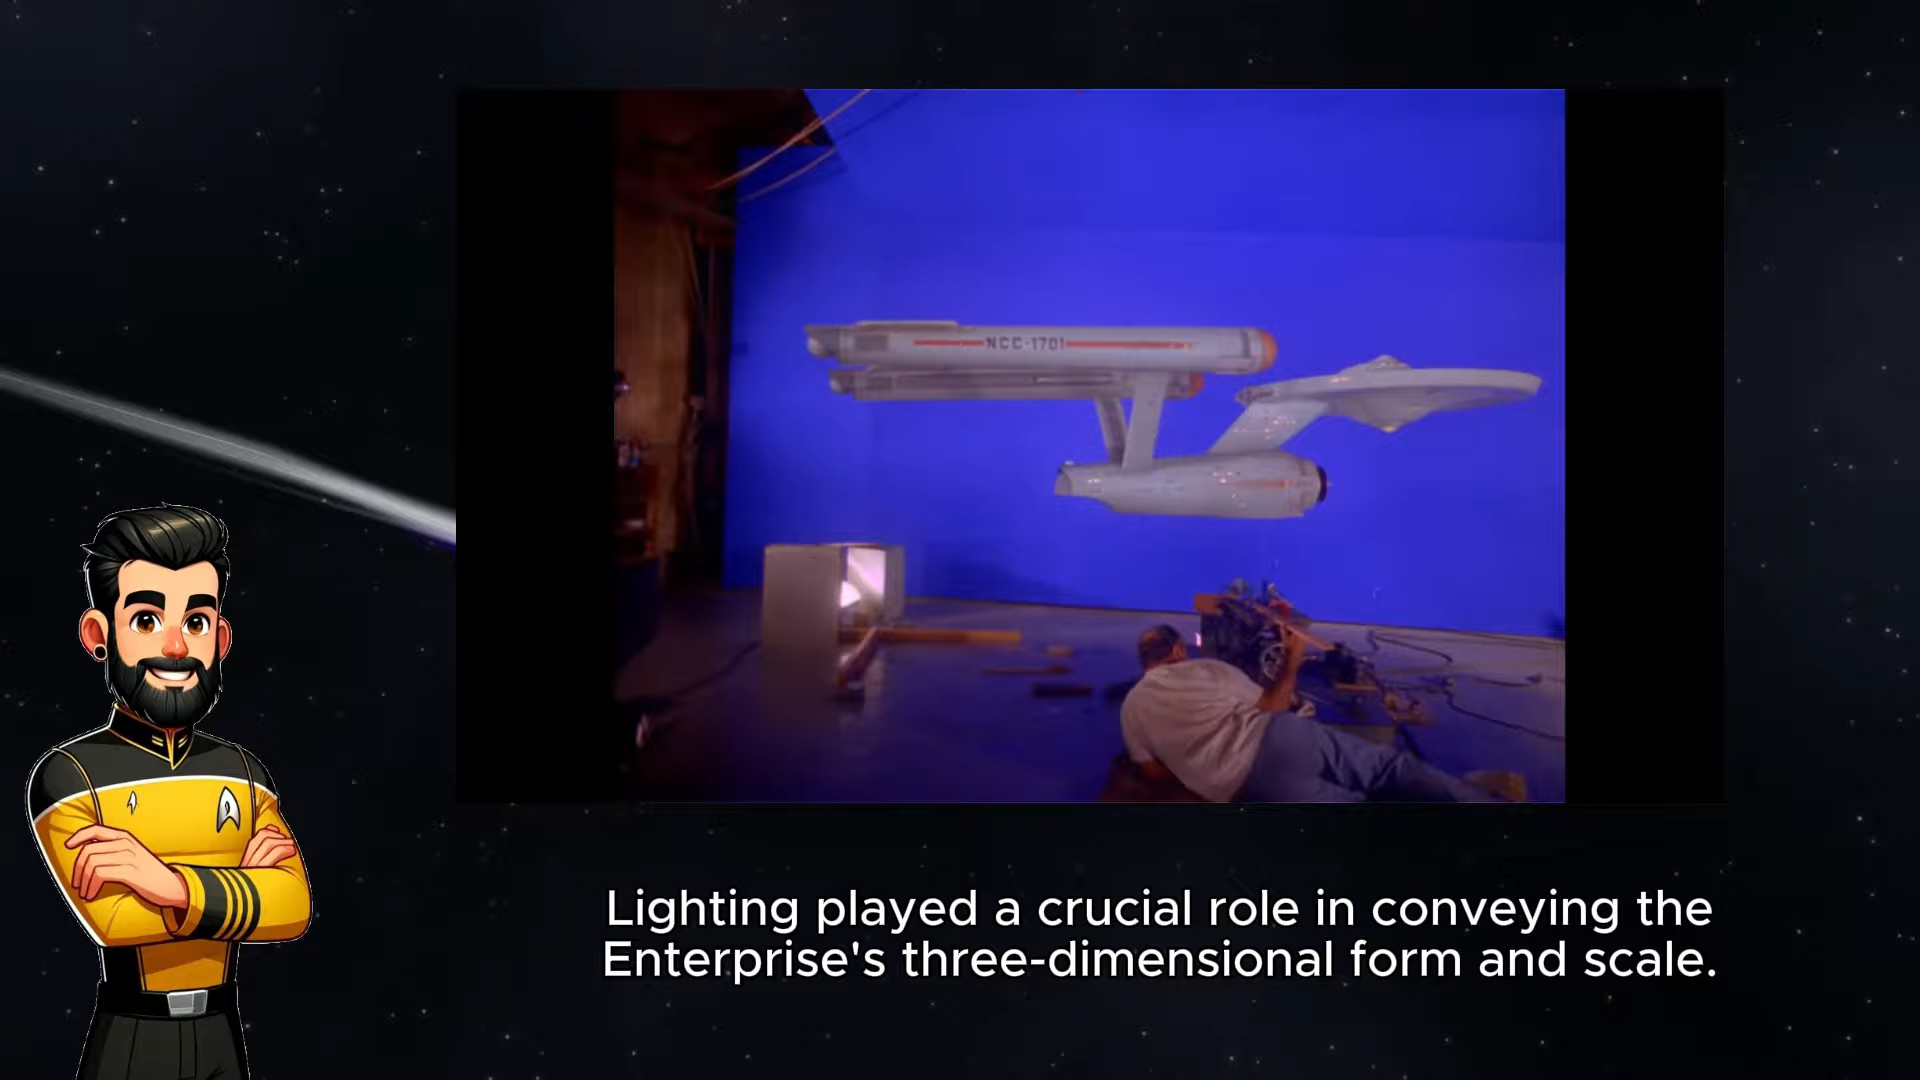 NCC-1701
Lighting played a crucial role in conveying the
Enterprise's three-dimensional form and scale.